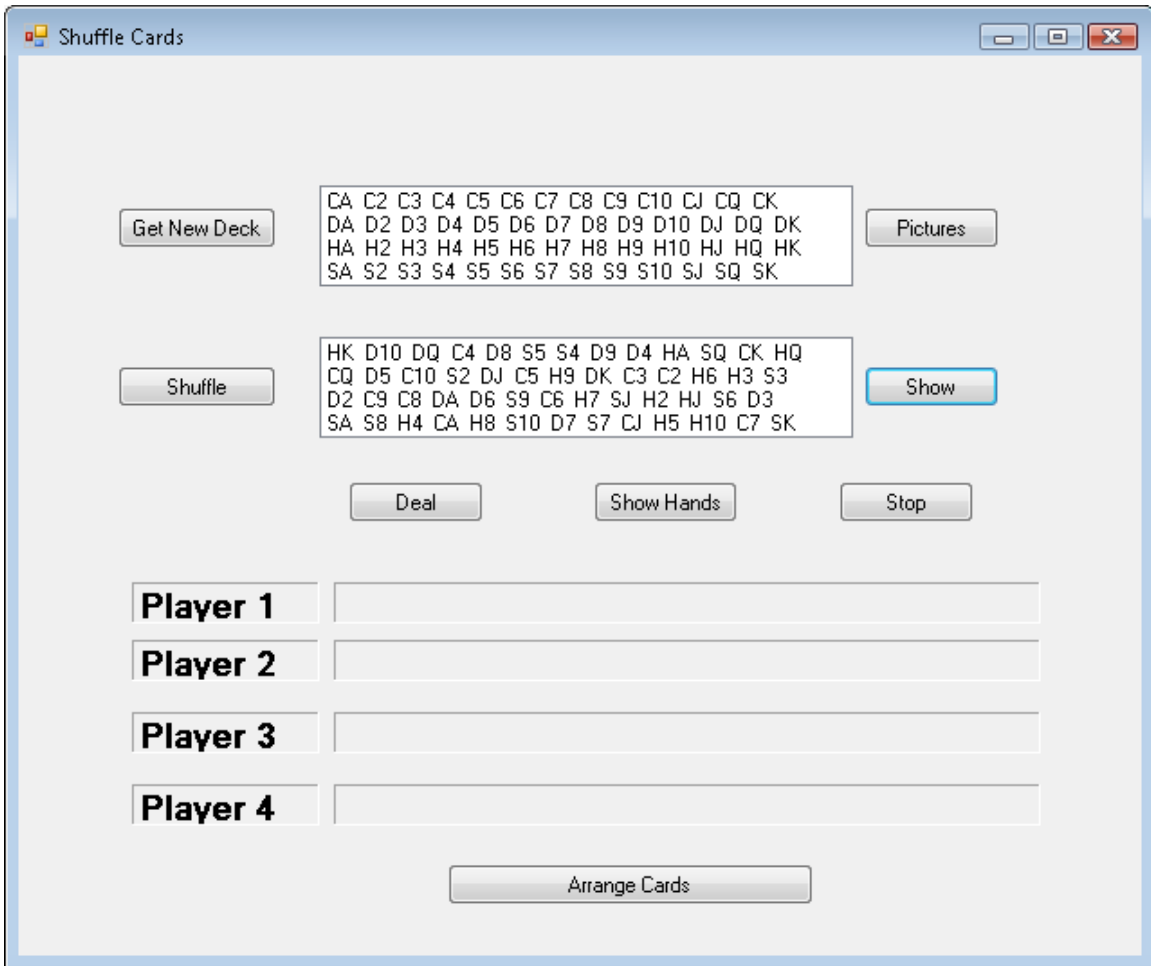 Shuffle Cards
Get New Deck
CA C2 C3 C4 C5 C6 C7 C8 C9 C10 CJ CQ CK
DA D2 D3 D4 D5 D6 D7 D8 D9 D10 DJ DQ DK
HA H2 H3 H4 H5 H6 H7 H8 H9 H10 HJ HQ HK
SA S2 S3 S4 S5 S6 S7 S8 S9 S10 SJ SQ SK
Pictures
Shuffle
HK D10 DQ C4 D8 S5 S4 D9 D4 HA SQ CK HQ
CQ D5 C10 S2 DJ C5 H9 DK C3 C2 H6 H3 S3
D2 C9 C8 DA D6 S9 C6 H7 SJ H2 HJ S6 D3
SA S8 H4 CA H8 S10 D7 S7 CJ H5 H10 C7 SK
Show
Deal
Show Hands
Stop
Player 1
Player 2
Player 3
Player 4
Arrange Cards